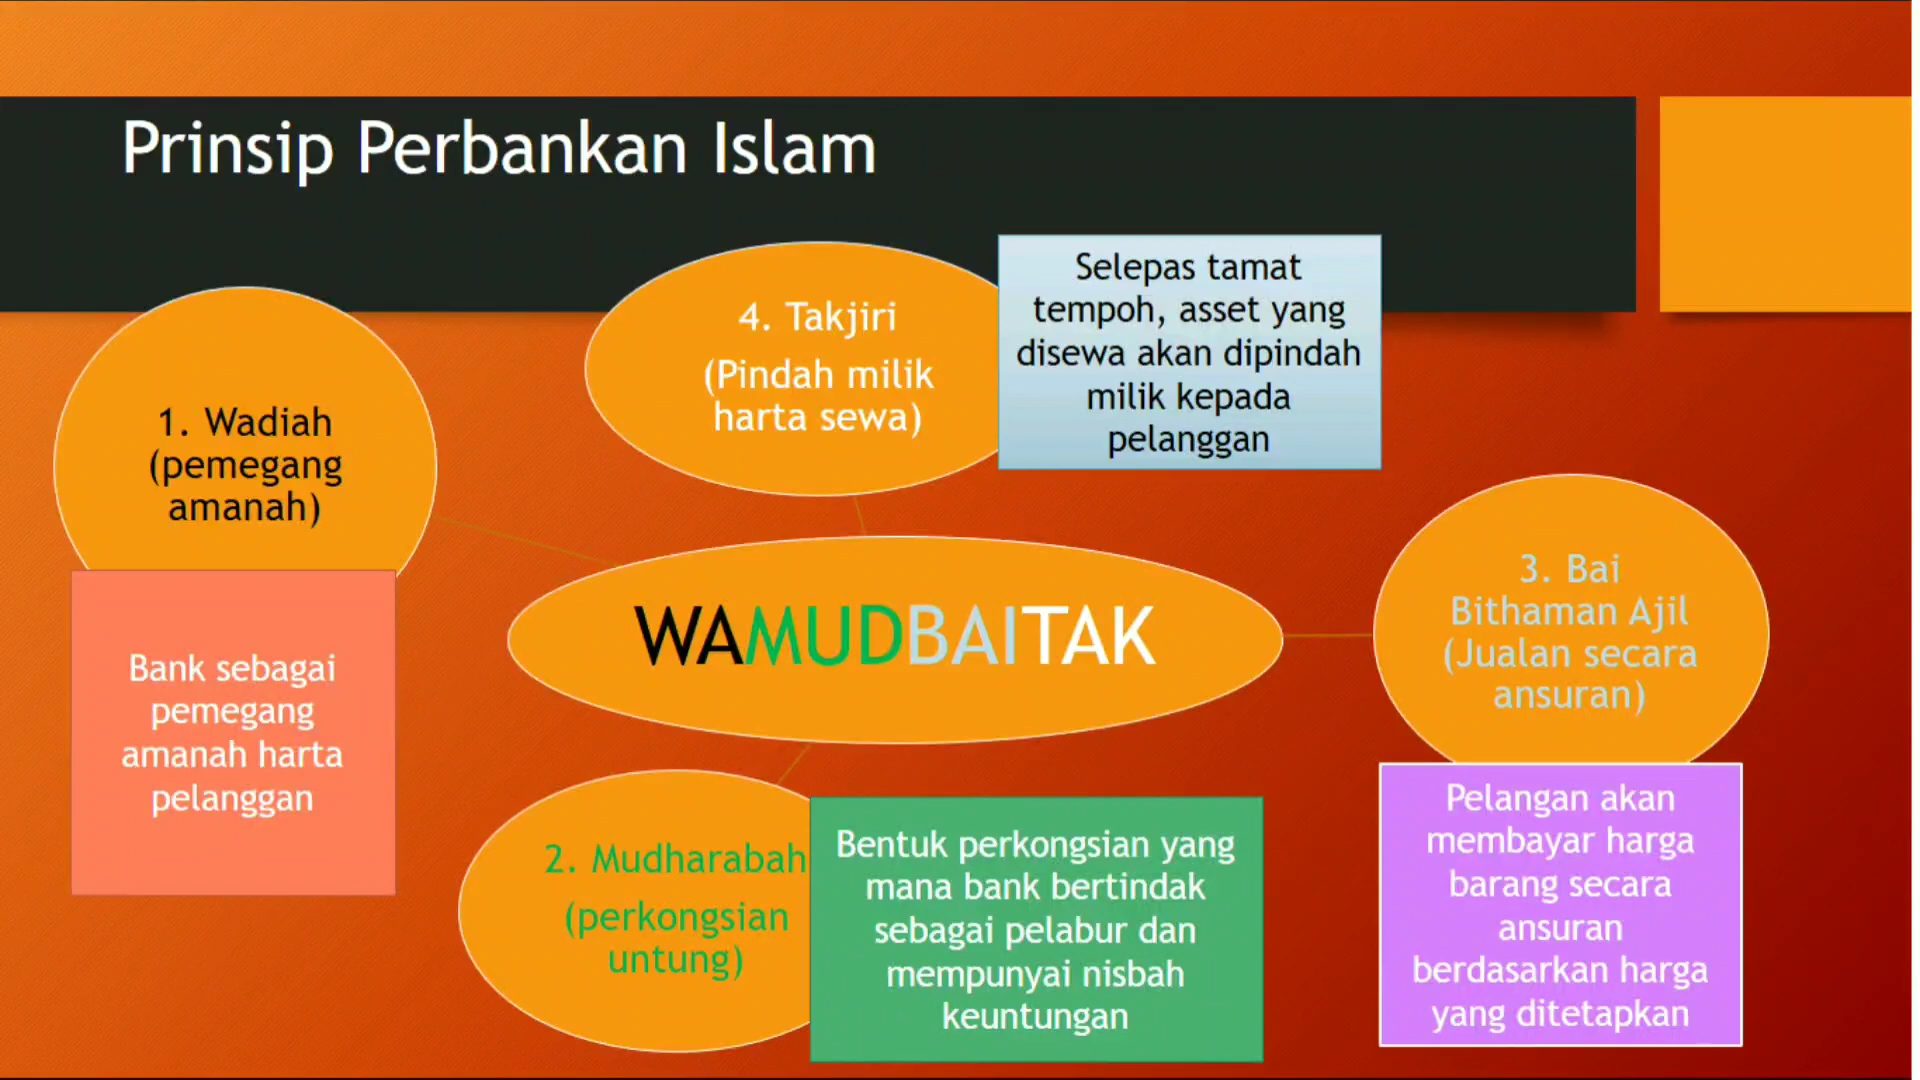 Prinsip Perbankan Islam
1. Wadiah
(pemegang
amanah)
Bank sebagai
pemegang
amanah harta
pelanggan
4. Takjiri
(Pindah milik
harta sewa)
Selepas tamat
tempoh, asset yang
disewa akan dipindah
milik kepada
pelanggan
WAMUDBAITAK
2. Mudharabah
(perkongsian
untung)
Bentuk perkongsian yang
mana bank bertindak
sebagai pelabur dan
mempunyai nisbah
keuntungan
3. Bai
Bithaman Ajil
(Jualan secara
ansuran)
Pelangan akan
membayar harga
barang secara
ansuran
berdasarkan harga
yang ditetapkan